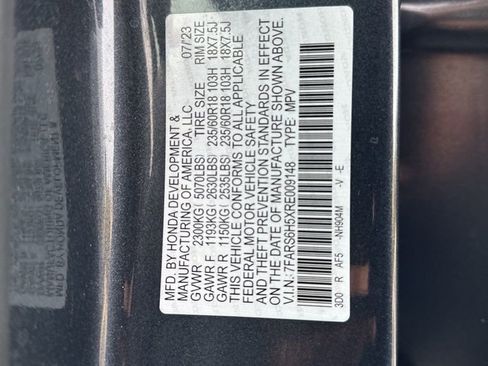 MFD. BY HONDA DEVELOPMENT &
MANUFACTURING OF AMERICA, LLC 07/23
GVWR 2300KG (5070LBS) TIRE SIZE RIM SIZE
GAWR F 1193KG (2630LBS) 235/60R18 103H 18X7.5J
GAWR R 1150KG (2535LBS) 235/60R18 103H 18X7.5J
THIS VEHICLE CONFORMS TO ALL APPLICABLE
FEDERAL MOTOR VEHICLE SAFETY
AND THEFT PREVENTION STANDARDS IN EFFECT
ON THE DATE OF MANUFACTURE SHOWN ABOVE.
V.I.N.: 7FARS6H5XRE009148 TYPE: MPV
3D0 R AF5 -NH904M -V -E